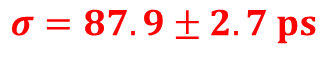 σ = 87.9 ± 2.7 ps